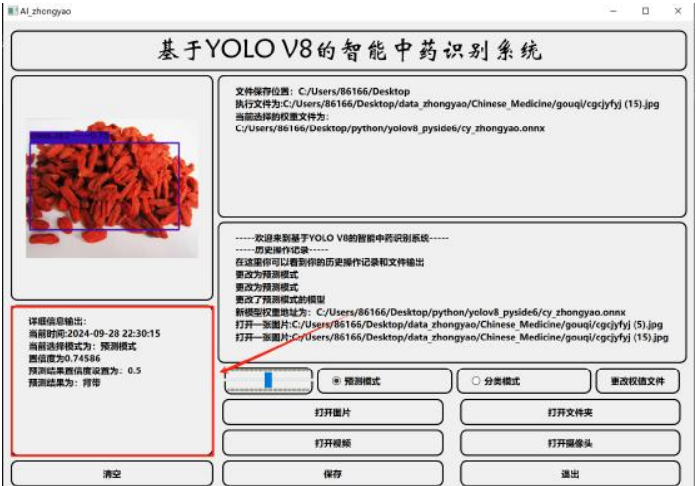 AI_zhongyao
基于YOLO V8的智能中药识别系统
文件保存位置：C:/Users/86166/Desktop
执行文件为:C:/Users/86166/Desktop/data_zhongyao/Chinese_Medicine/gouqi/cgcjyfyj (15).jpg
当前选择的权重文件为：
C:/Users/86166/Desktop/python/yolov8_pyside6/cy_zhongyao.onnx
-----欢迎来到基于YOLO V8的智能中药识别系统-----
-----历史操作记录-----
在这里你可以看到你的历史操作记录和文件输出
更改为预测模式
更改为预测模式
更改了预测模式的模型
新模型权重地址为：C:/Users/86166/Desktop/python/yolov8_pyside6/cy_zhongyao.onnx
打开一张图片:C:/Users/86166/Desktop/data_zhongyao/Chinese_Medicine/gouqi/cgcjyfyj (5).jpg
打开一张图片:C:/Users/86166/Desktop/data_zhongyao/Chinese_Medicine/gouqi/cgcjyfyj (15).jpg
详细信息输出:
当前时间:2024-09-28 22:30:15
当前选择模式为：预测模式
置信度为0.74586
预测结果置信度设置为：0.5
预测结果为：
预测模式
分类模式
更改权值文件
打开图片
打开文件夹
打开视频
打开摄像头
清空
保存
退出